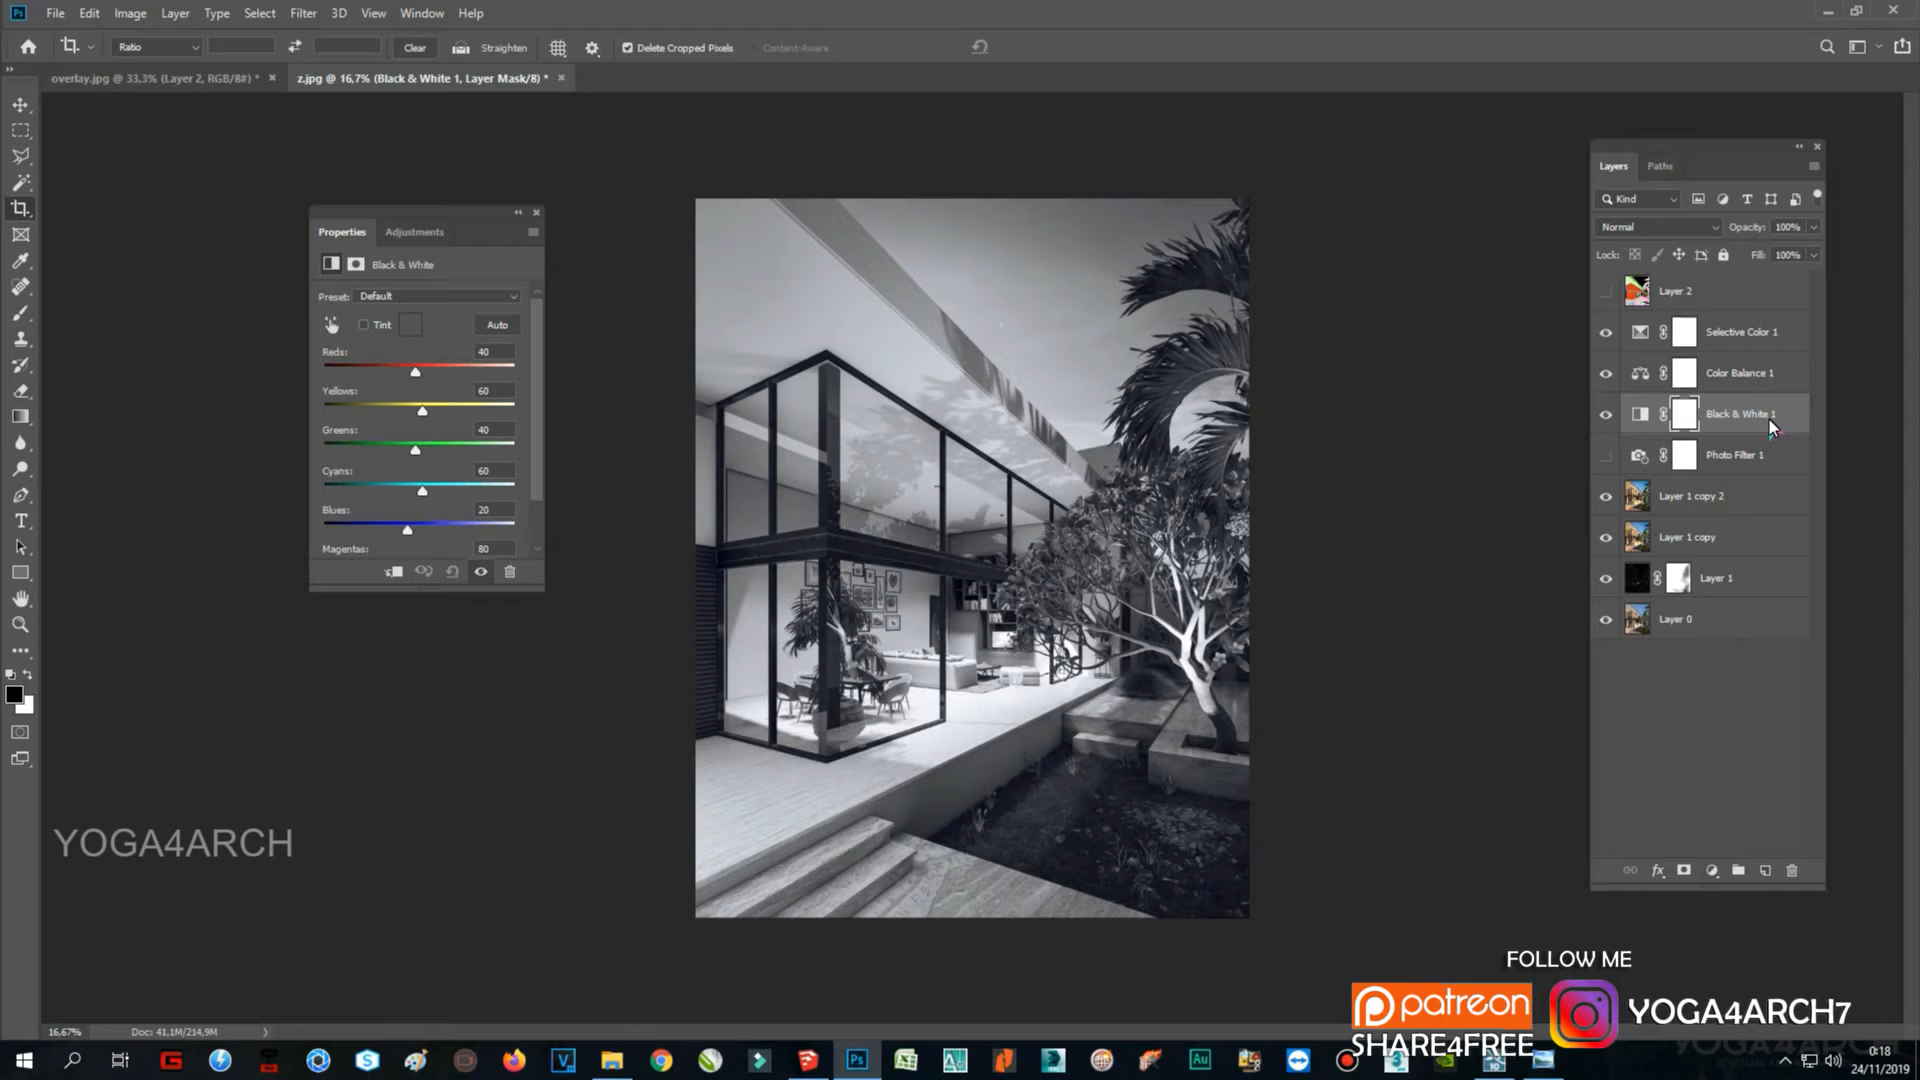 Ps File Edit Image Layer Type Select Filter 3D View Window Help
Ratio Clear Straighten Delete Cropped Pixels Content-Aware
overlay.jpg @ 33,3% (Layer 2, RGB/8#) * × z.jpg @ 16,7% (Black & White 1, Layer Mask/8) * ×
Properties Adjustments
Black & White
Preset: Default
Tint Auto
Reds: 40
Yellows: 60
Greens: 40
Cyans: 60
Blues: 20
Magentas: 80
Layers Paths
Kind
Normal Opacity: 100%
Lock: Fill: 100%
Layer 2
Selective Color 1
Color Balance 1
Black & White 1
Photo Filter 1
Layer 1 copy 2
Layer 1 copy
Layer 1
Layer 0
fx
YOGA4ARCH
FOLLOW ME
patreon
YOGA4ARCH7
SHARE4FREE
16,67% Doc: 41,1M/214,9M
Ps Au
0:18
24/11/2019